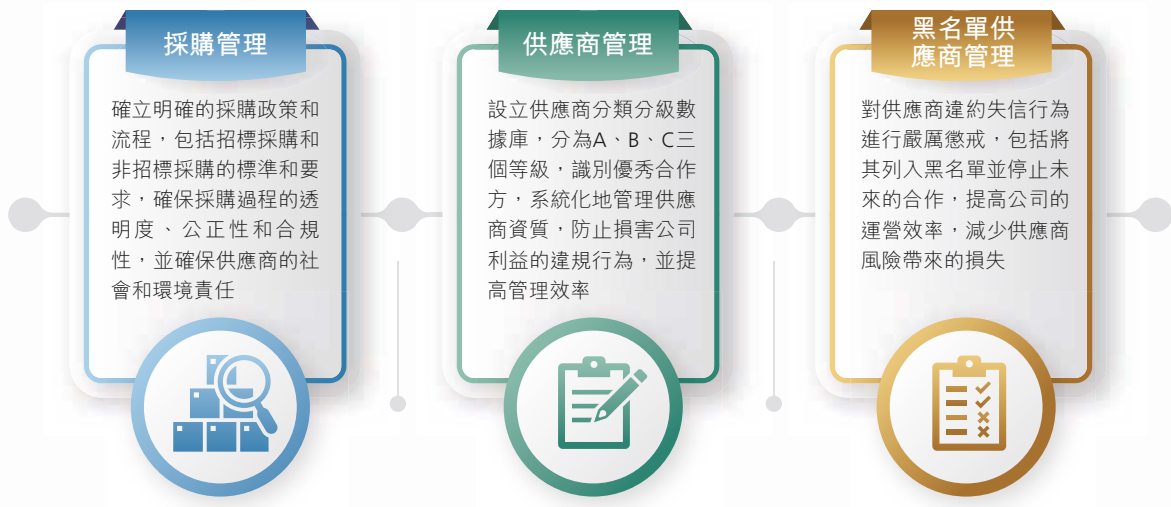 採購管理
確立明確的採購政策和
流程，包括招標採購和
非招標採購的標準和要
求，確保採購過程的透
明度、公正性和合規
性，並確保供應商的社
會和環境責任
供應商管理
設立供應商分類分級數
據庫，分為A、B、C三
個等級，識別優秀合作
方，系統化地管理供應
商資質，防止損害公司
利益的違規行為，並提
高管理效率
黑名單供
應商管理
對供應商違約失信行為
進行嚴厲懲戒，包括將
其列入黑名單並停止未
來的合作，提高公司的
運營效率，減少供應商
風險帶來的損失